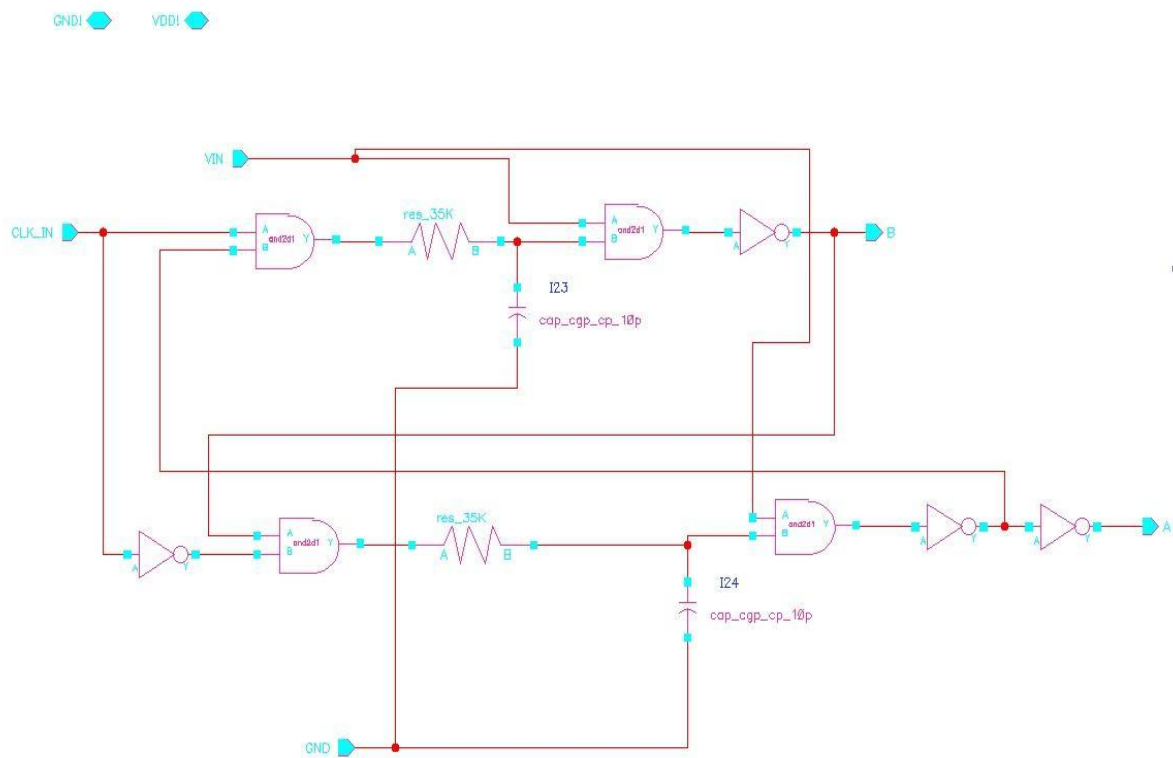 GND! VDD!
VIN
CLK_IN
A
B
and2d1
Y
res_35K
A
B
A
B
and2d1
Y
A
Y
B
I23
cap_cgp_cp_10p
A
Y
A
B
and2d1
Y
res_35K
A
B
A
B
and2d1
Y
A
Y
A
Y
A
I24
cap_cgp_cp_10p
GND